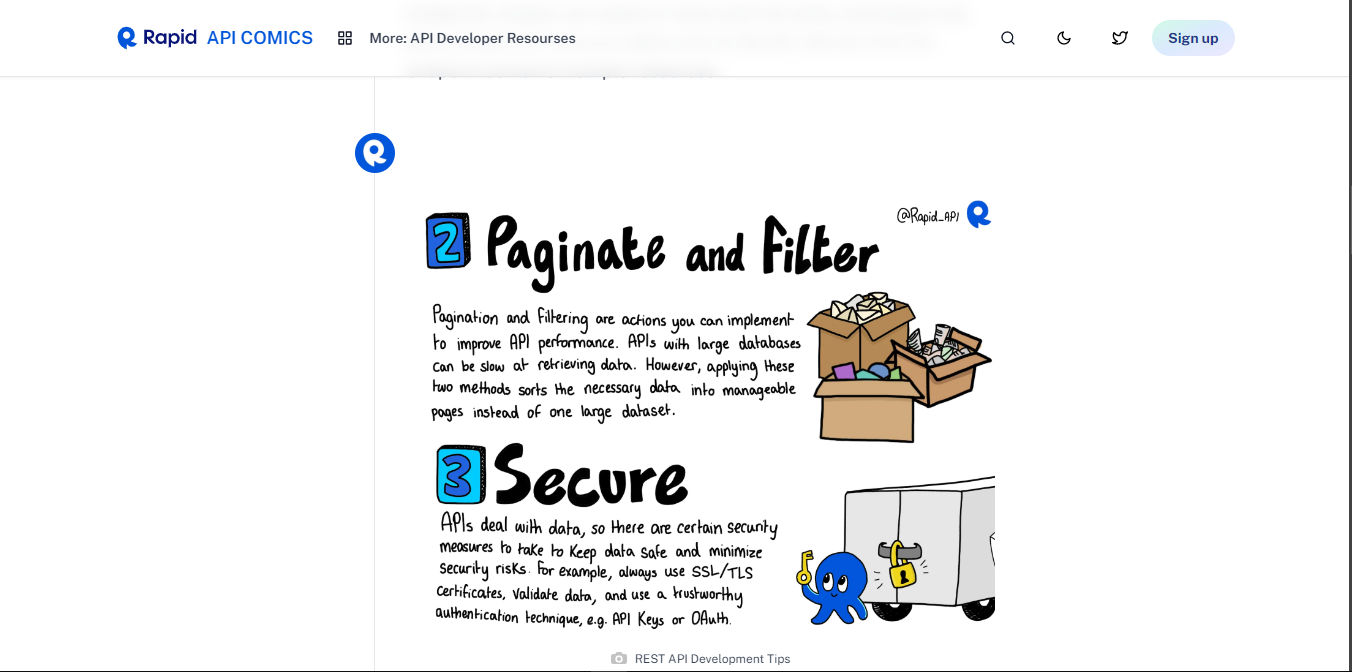 Rapid API COMICS
More: API Developer Resourses
Sign up
@Rapid_API
2 Paginate and Filter
Pagination and filtering are actions you can implement
to improve API performance. APIs with large databases
can be slow at retrieving data. However, applying these
two methods sorts the necessary data into manageable
pages instead of one large dataset.
3 Secure
APIs deal with data, so there are certain security
measures to take to keep data safe and minimize
security risks. For example, always use SSL/TLS
certificates, validate data, and use a trustworthy
authentication technique, e.g. API Keys or OAuth.
REST API Development Tips